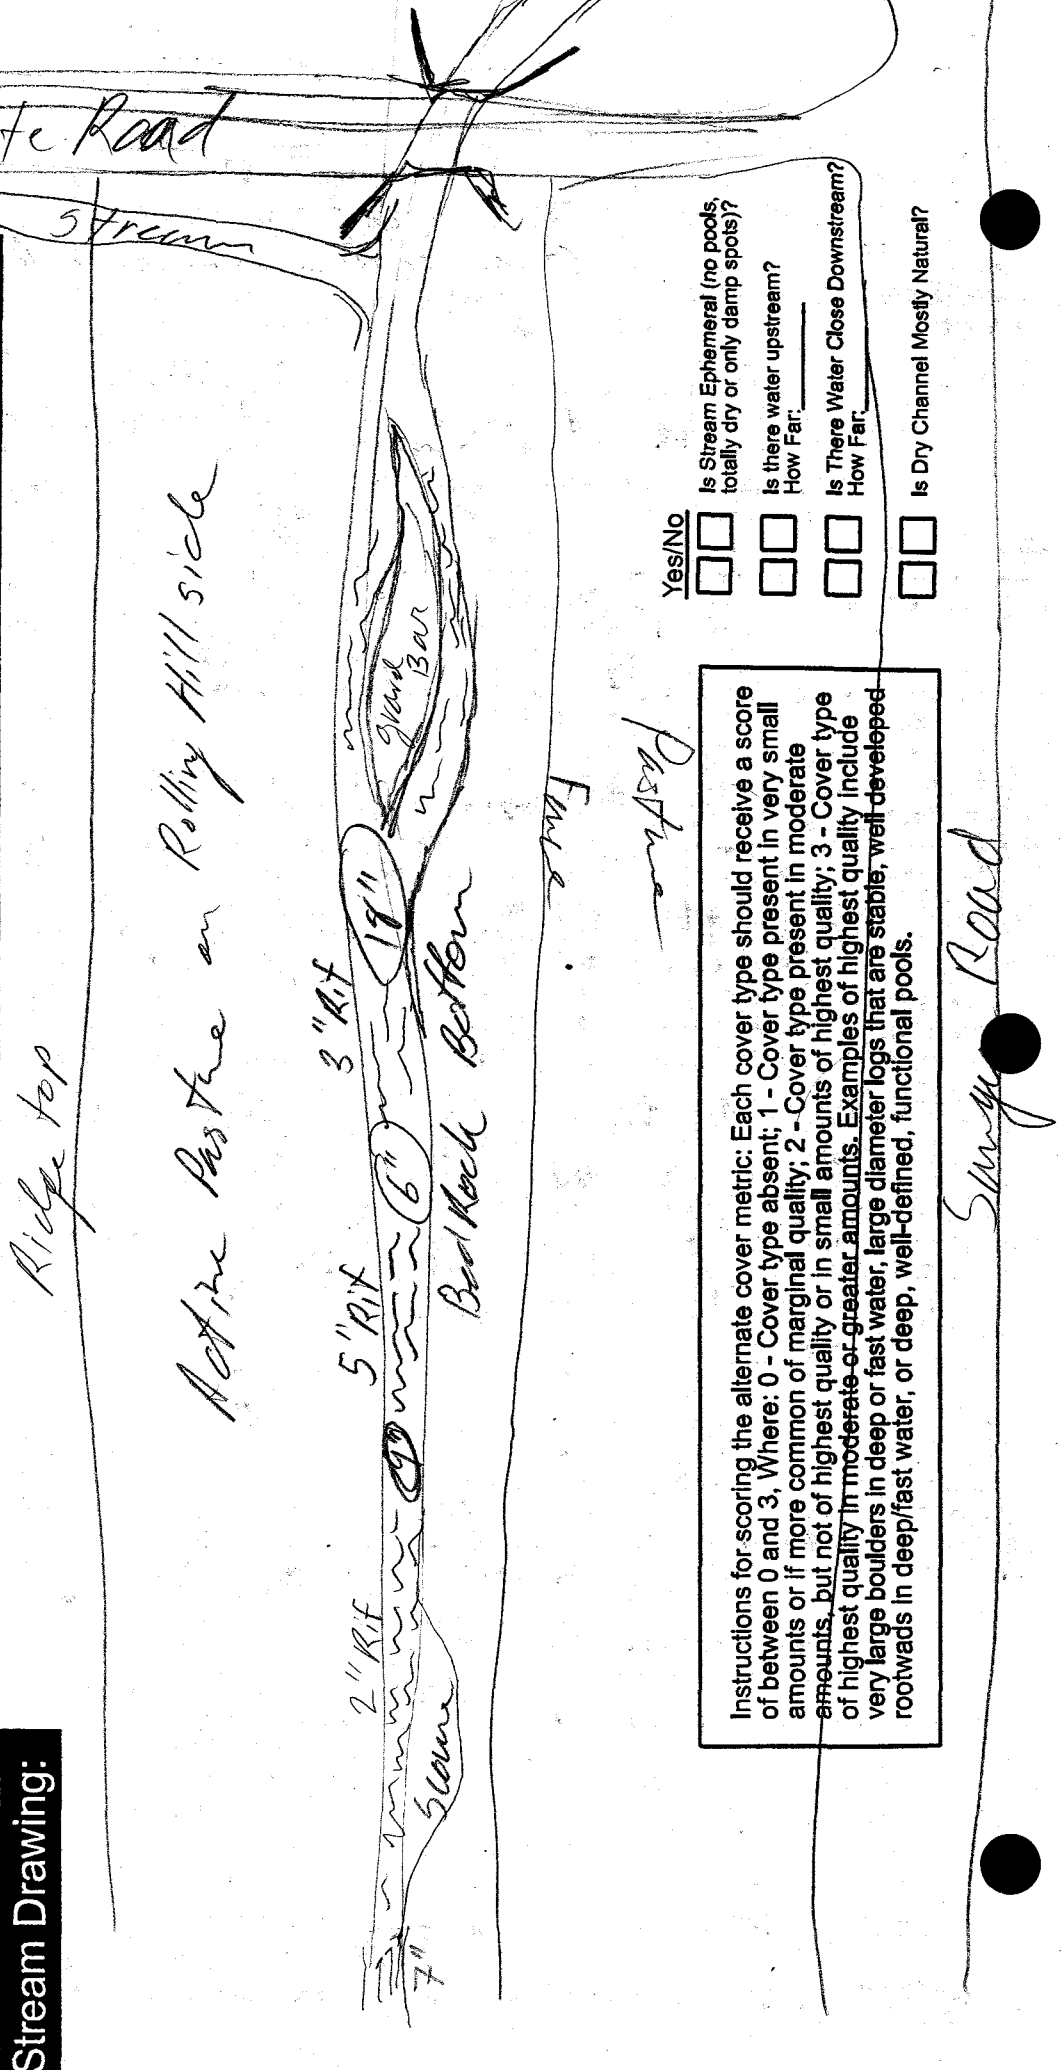 Stream Drawing:
te Road
Stream
Ridge top
Active Pasture on Rolling Hill side
2" Rif
5" Rif
3" Rif
7"
Scour
6"
18"
gravel
Bar
BedRock Bottom
Fence
Pasture
Yes/No
Is Stream Ephemeral (no pools,
totally dry or only damp spots)?
Is there water upstream?
How Far:
Is There Water Close Downstream?
How Far:
Is Dry Channel Mostly Natural?
Instructions for scoring the alternate cover metric: Each cover type should receive a score
of between 0 and 3, Where: 0 - Cover type absent; 1 - Cover type present in very small
amounts or if more common of marginal quality; 2 - Cover type present in moderate
amounts, but not of highest quality or in small amounts of highest quality; 3 - Cover type
of highest quality in moderate or greater amounts. Examples of highest quality include
very large boulders in deep or fast water, large diameter logs that are stable, well developed
rootwads in deep/fast water, or deep, well-defined, functional pools.
Road